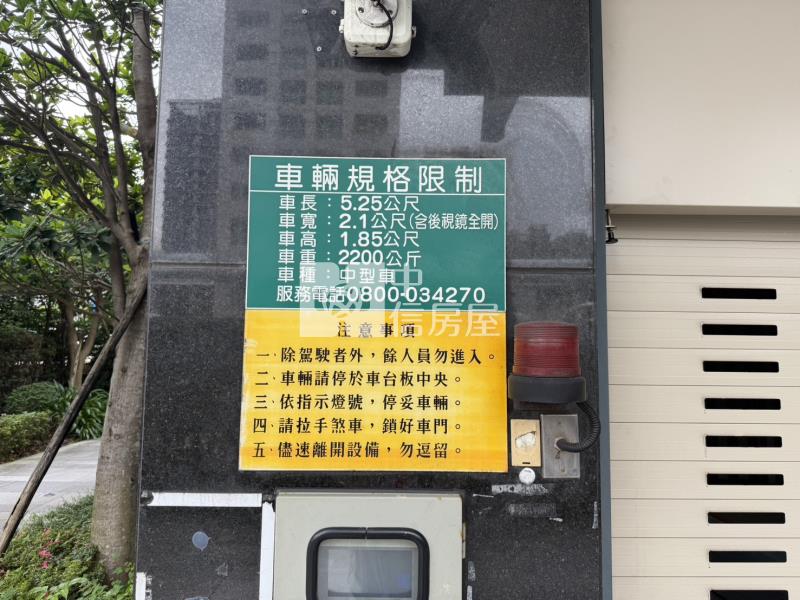 車輛規格限制
車長：5.25公尺
車寬：2.1公尺(含後視鏡全開)
車高：1.85公尺
車重：2200公斤
車種：中型車
服務電話0800-034270
中信房屋
注意事項
一、除駕駛者外，餘人員勿進入。
二、車輛請停於車台板中央。
三、依指示燈號，停妥車輛。
四、請拉手煞車，鎖好車門。
五、儘速離開設備，勿逗留。